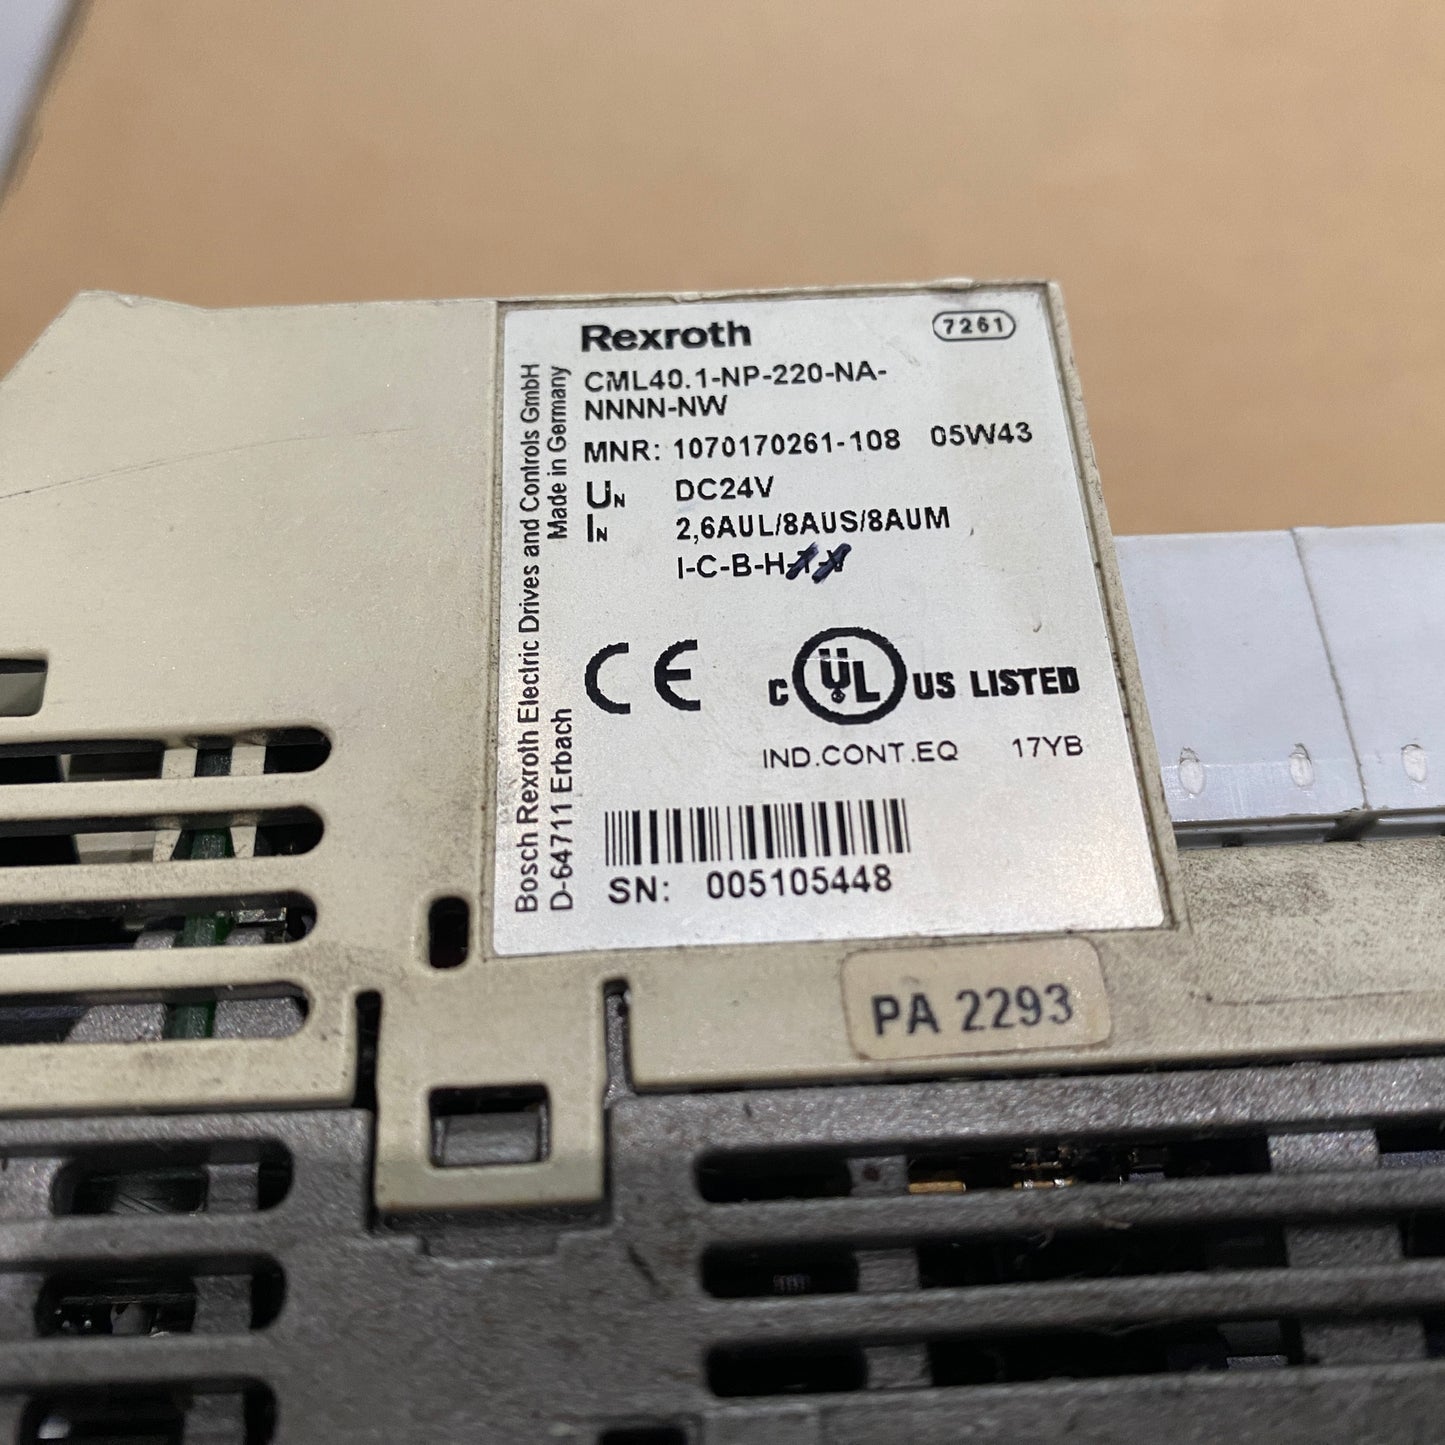 Rexroth
7261
CML40.1-NP-220-NA-
NNNN-NW
MNR: 1070170261-108 05W43
UN DC24V
IN 2,6AUL/8AUS/8AUM
I-C-B-H
CE
C UL US LISTED
IND.CONT.EQ 17YB
SN: 005105448
Bosch Rexroth Electric Drives and Controls GmbH
D-64711 Erbach Made in Germany
PA 2293